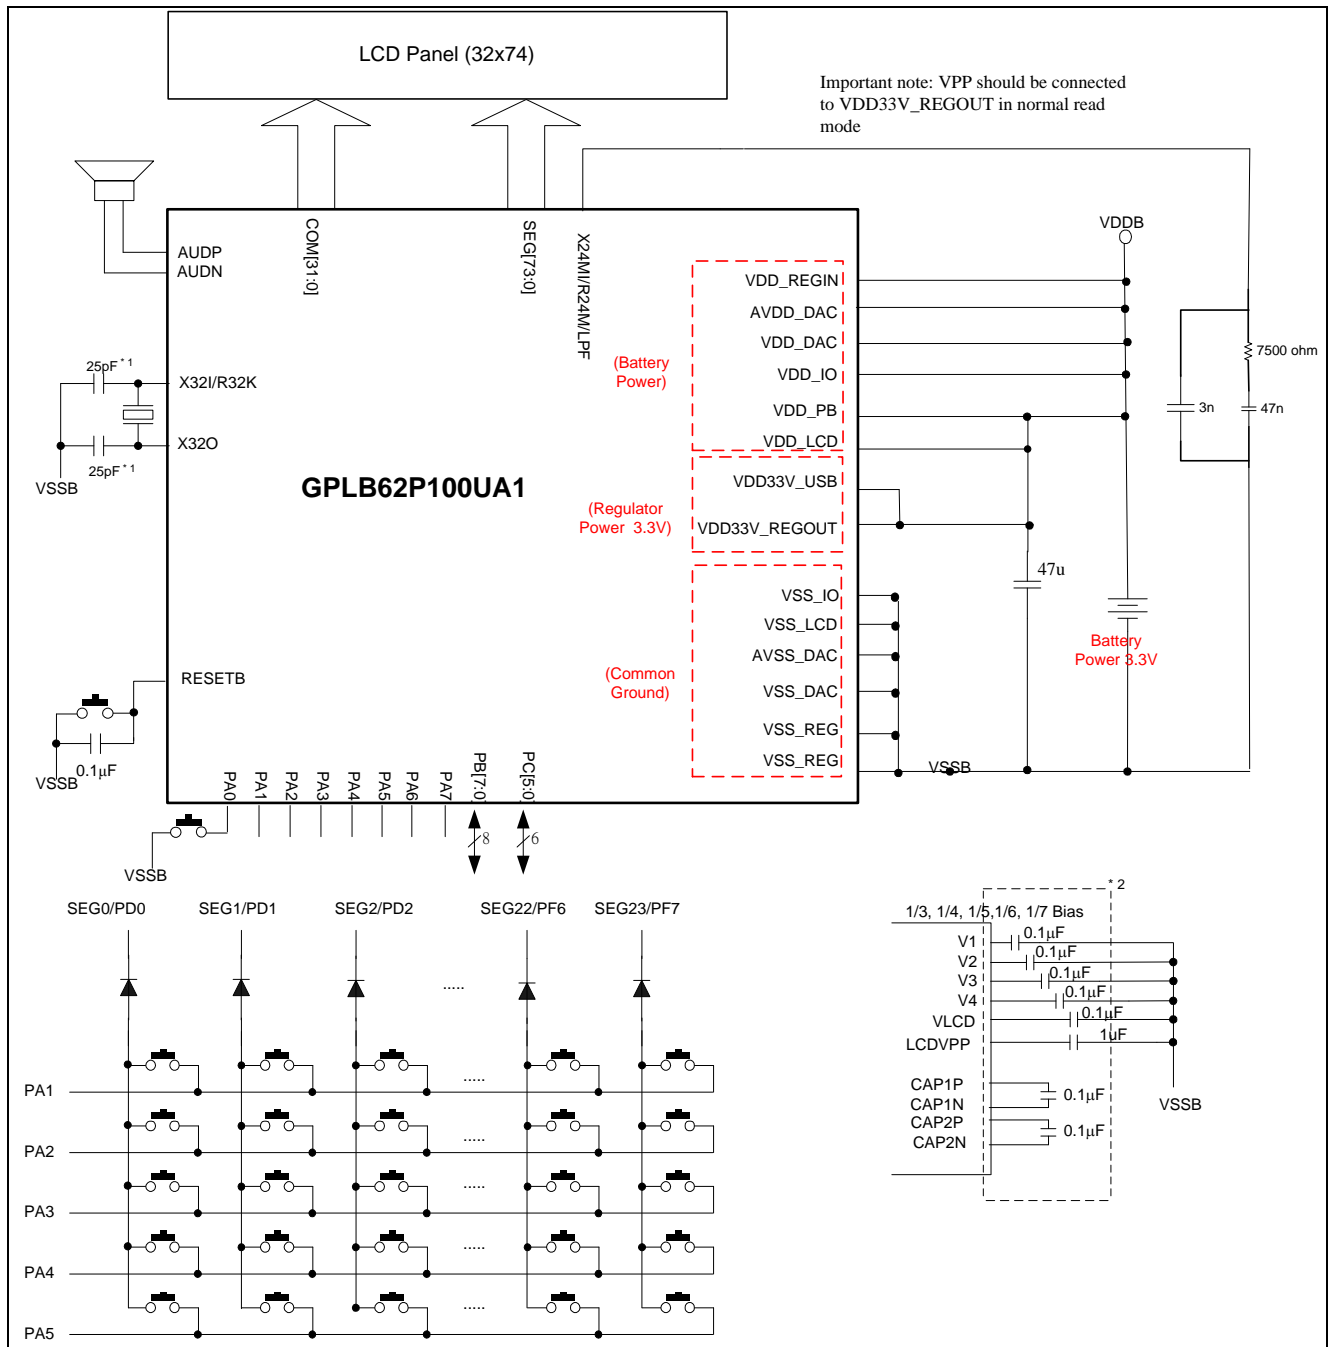 LCD Panel (32x74)
Important note: VPP should be connected
to VDD33V_REGOUT in normal read
mode
COM[31:0]
SEG[73:0]
X24MI/R24M/LPF
AUDP
AUDN
VDDB
VDD_REGIN
AVDD_DAC
VDD_DAC
VDD_IO
VDD_PB
VDD_LCD
(Battery
Power)
7500 ohm
3n
47n
25pF *1
X32I/R32K
X32O
25pF *1
VSSB
GPLB62P100UA1
VDD33V_USB
VDD33V_REGOUT
(Regulator
Power 3.3V)
47u
VSS_IO
VSS_LCD
AVSS_DAC
VSS_DAC
VSS_REG
VSS_REG
(Common
Ground)
Battery
Power 3.3V
RESETB
0.1µF
VSSB
VSSB
PA0
PA1
PA2
PA3
PA4
PA5
PA6
PA7
PB[7:0]
PC[5:0]
8
6
VSSB
SEG0/PD0
SEG1/PD1
SEG2/PD2
SEG22/PF6
SEG23/PF7
.....
.....
PA1
.....
PA2
.....
PA3
.....
PA4
.....
PA5
* 2
1/3, 1/4, 1/5,1/6, 1/7 Bias
V1
0.1µF
V2
0.1µF
V3
0.1µF
V4
0.1µF
VLCD
0.1µF
LCDVPP
1uF
CAP1P
CAP1N
0.1µF
CAP2P
CAP2N
0.1µF
VSSB